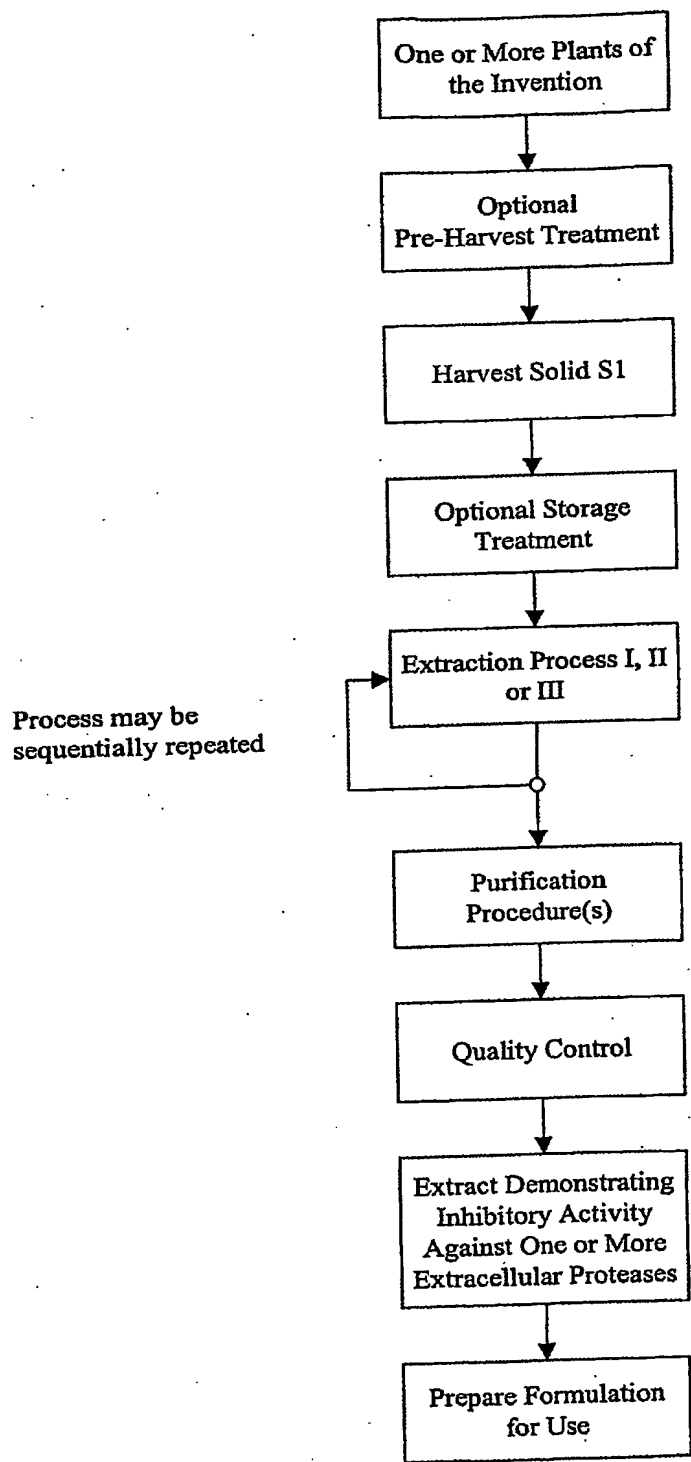 One or More Plants of
the Invention
Optional
Pre-Harvest Treatment
Harvest Solid S1
Optional Storage
Treatment
Extraction Process I, II
or III
Process may be
sequentially repeated
Purification
Procedure(s)
Quality Control
Extract Demonstrating
Inhibitory Activity
Against One or More
Extracellular Proteases
Prepare Formulation
for Use